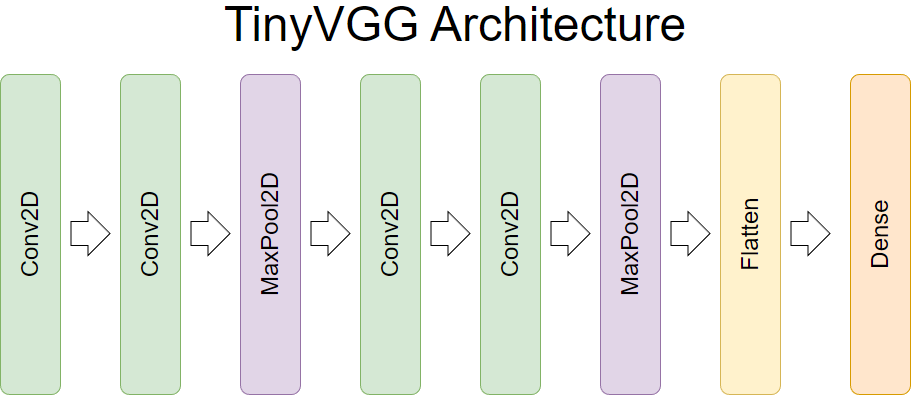 TinyVGG Architecture
Conv2D
Conv2D
MaxPool2D
Conv2D
Conv2D
MaxPool2D
Flatten
Dense